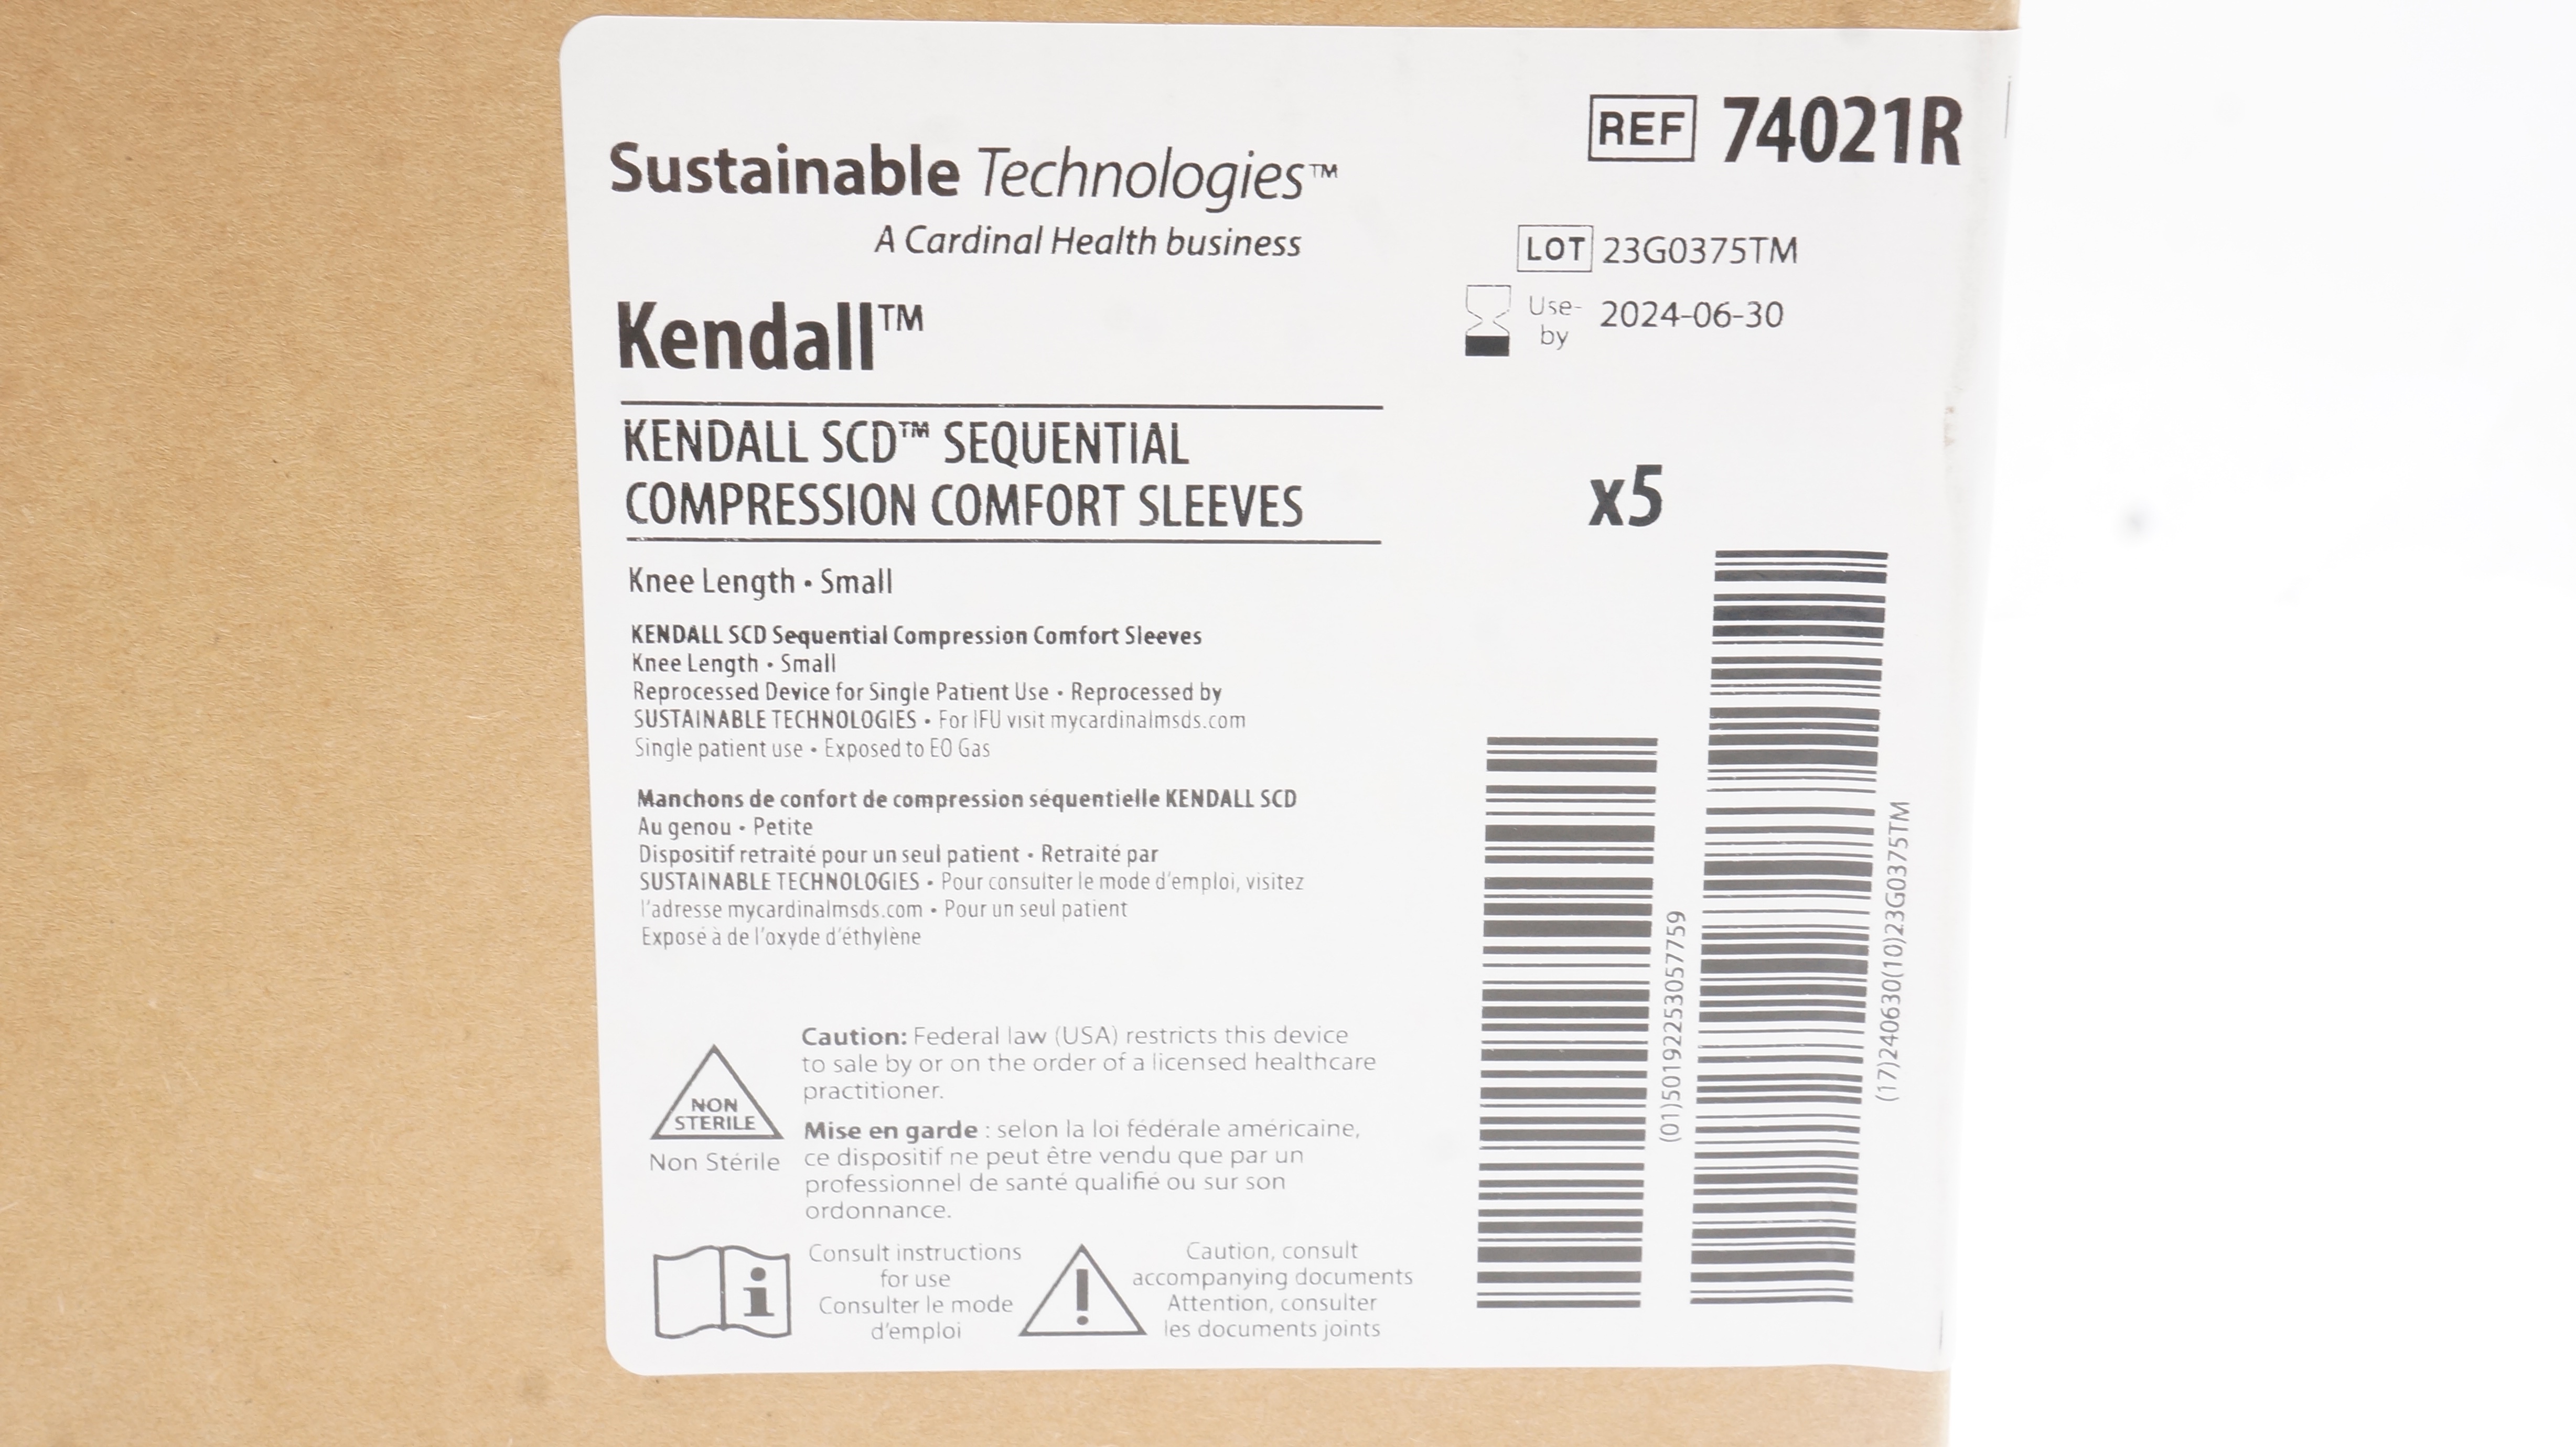 Sustainable Technologies™
A Cardinal Health business
Kendall™
KENDALL SCD™ SEQUENTIAL
COMPRESSION COMFORT SLEEVES
Knee Length • Small
KENDALL SCD Sequential Compression Comfort Sleeves
Knee Length • Small
Reprocessed Device for Single Patient Use • Reprocessed by
SUSTAINABLE TECHNOLOGIES • For IFU visit mycardinalmsds.com
Single patient use • Exposed to EO Gas
Manchons de confort de compression séquentielle KENDALL SCD
Au genou • Petite
Dispositif retraité pour un seul patient • Retraité par
SUSTAINABLE TECHNOLOGIES • Pour consulter le mode d'emploi, visitez
l'adresse mycardinalmsds.com • Pour un seul patient
Exposé à de l'oxyde d'éthylène
NON
STERILE
Non Stérile
Caution: Federal law (USA) restricts this device
to sale by or on the order of a licensed healthcare
practitioner.
Mise en garde : selon la loi fédérale américaine,
ce dispositif ne peut être vendu que par un
professionnel de santé qualifié ou sur son
ordonnance.
Consult instructions
for use
Consulter le mode
d'emploi
Caution, consult
accompanying documents
Attention, consulter
les documents joints
REF 74021R
LOT 23G0375TM
Use-
by 2024-06-30
x5
(01)50192253057759
(17)240630(10)23G0375TM